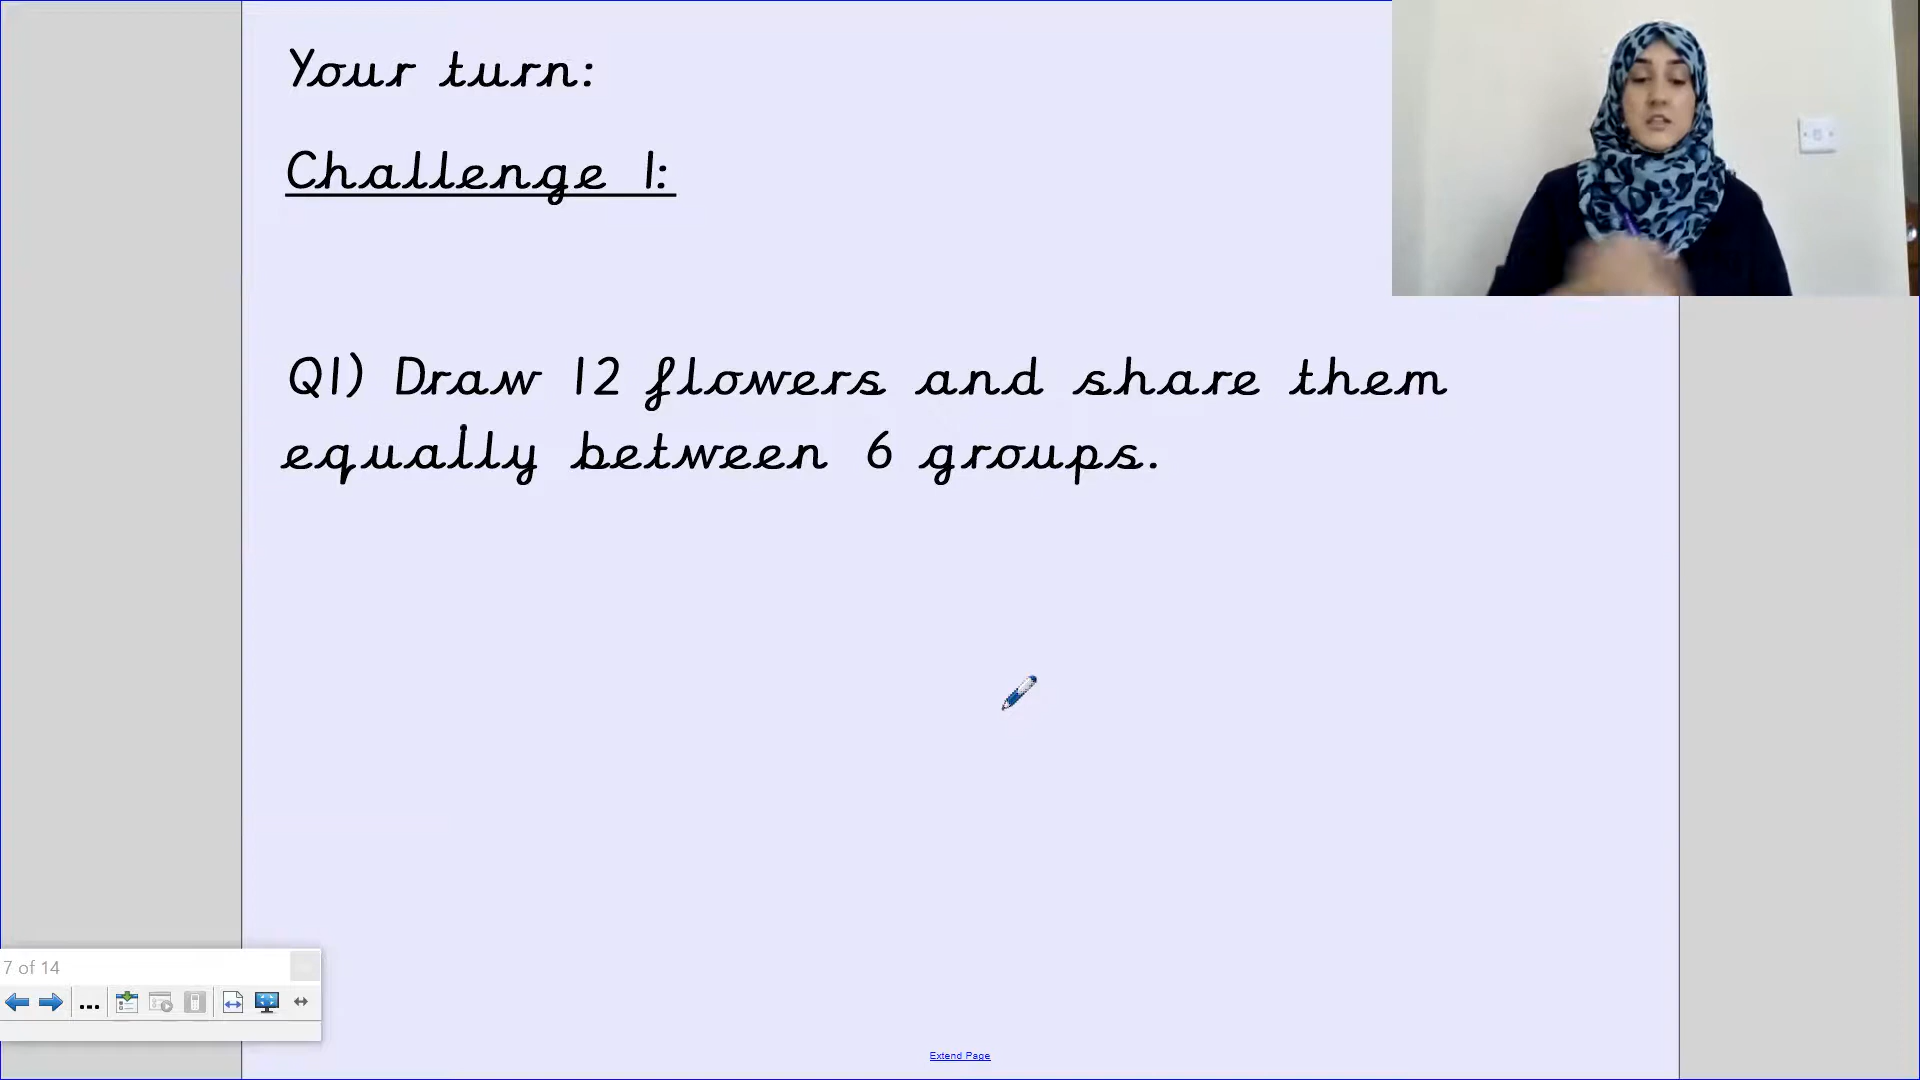 Your turn:
Challenge 1:
Q1) Draw 12 flowers and share them
equally between 6 groups.
7 of 14
Extend Page